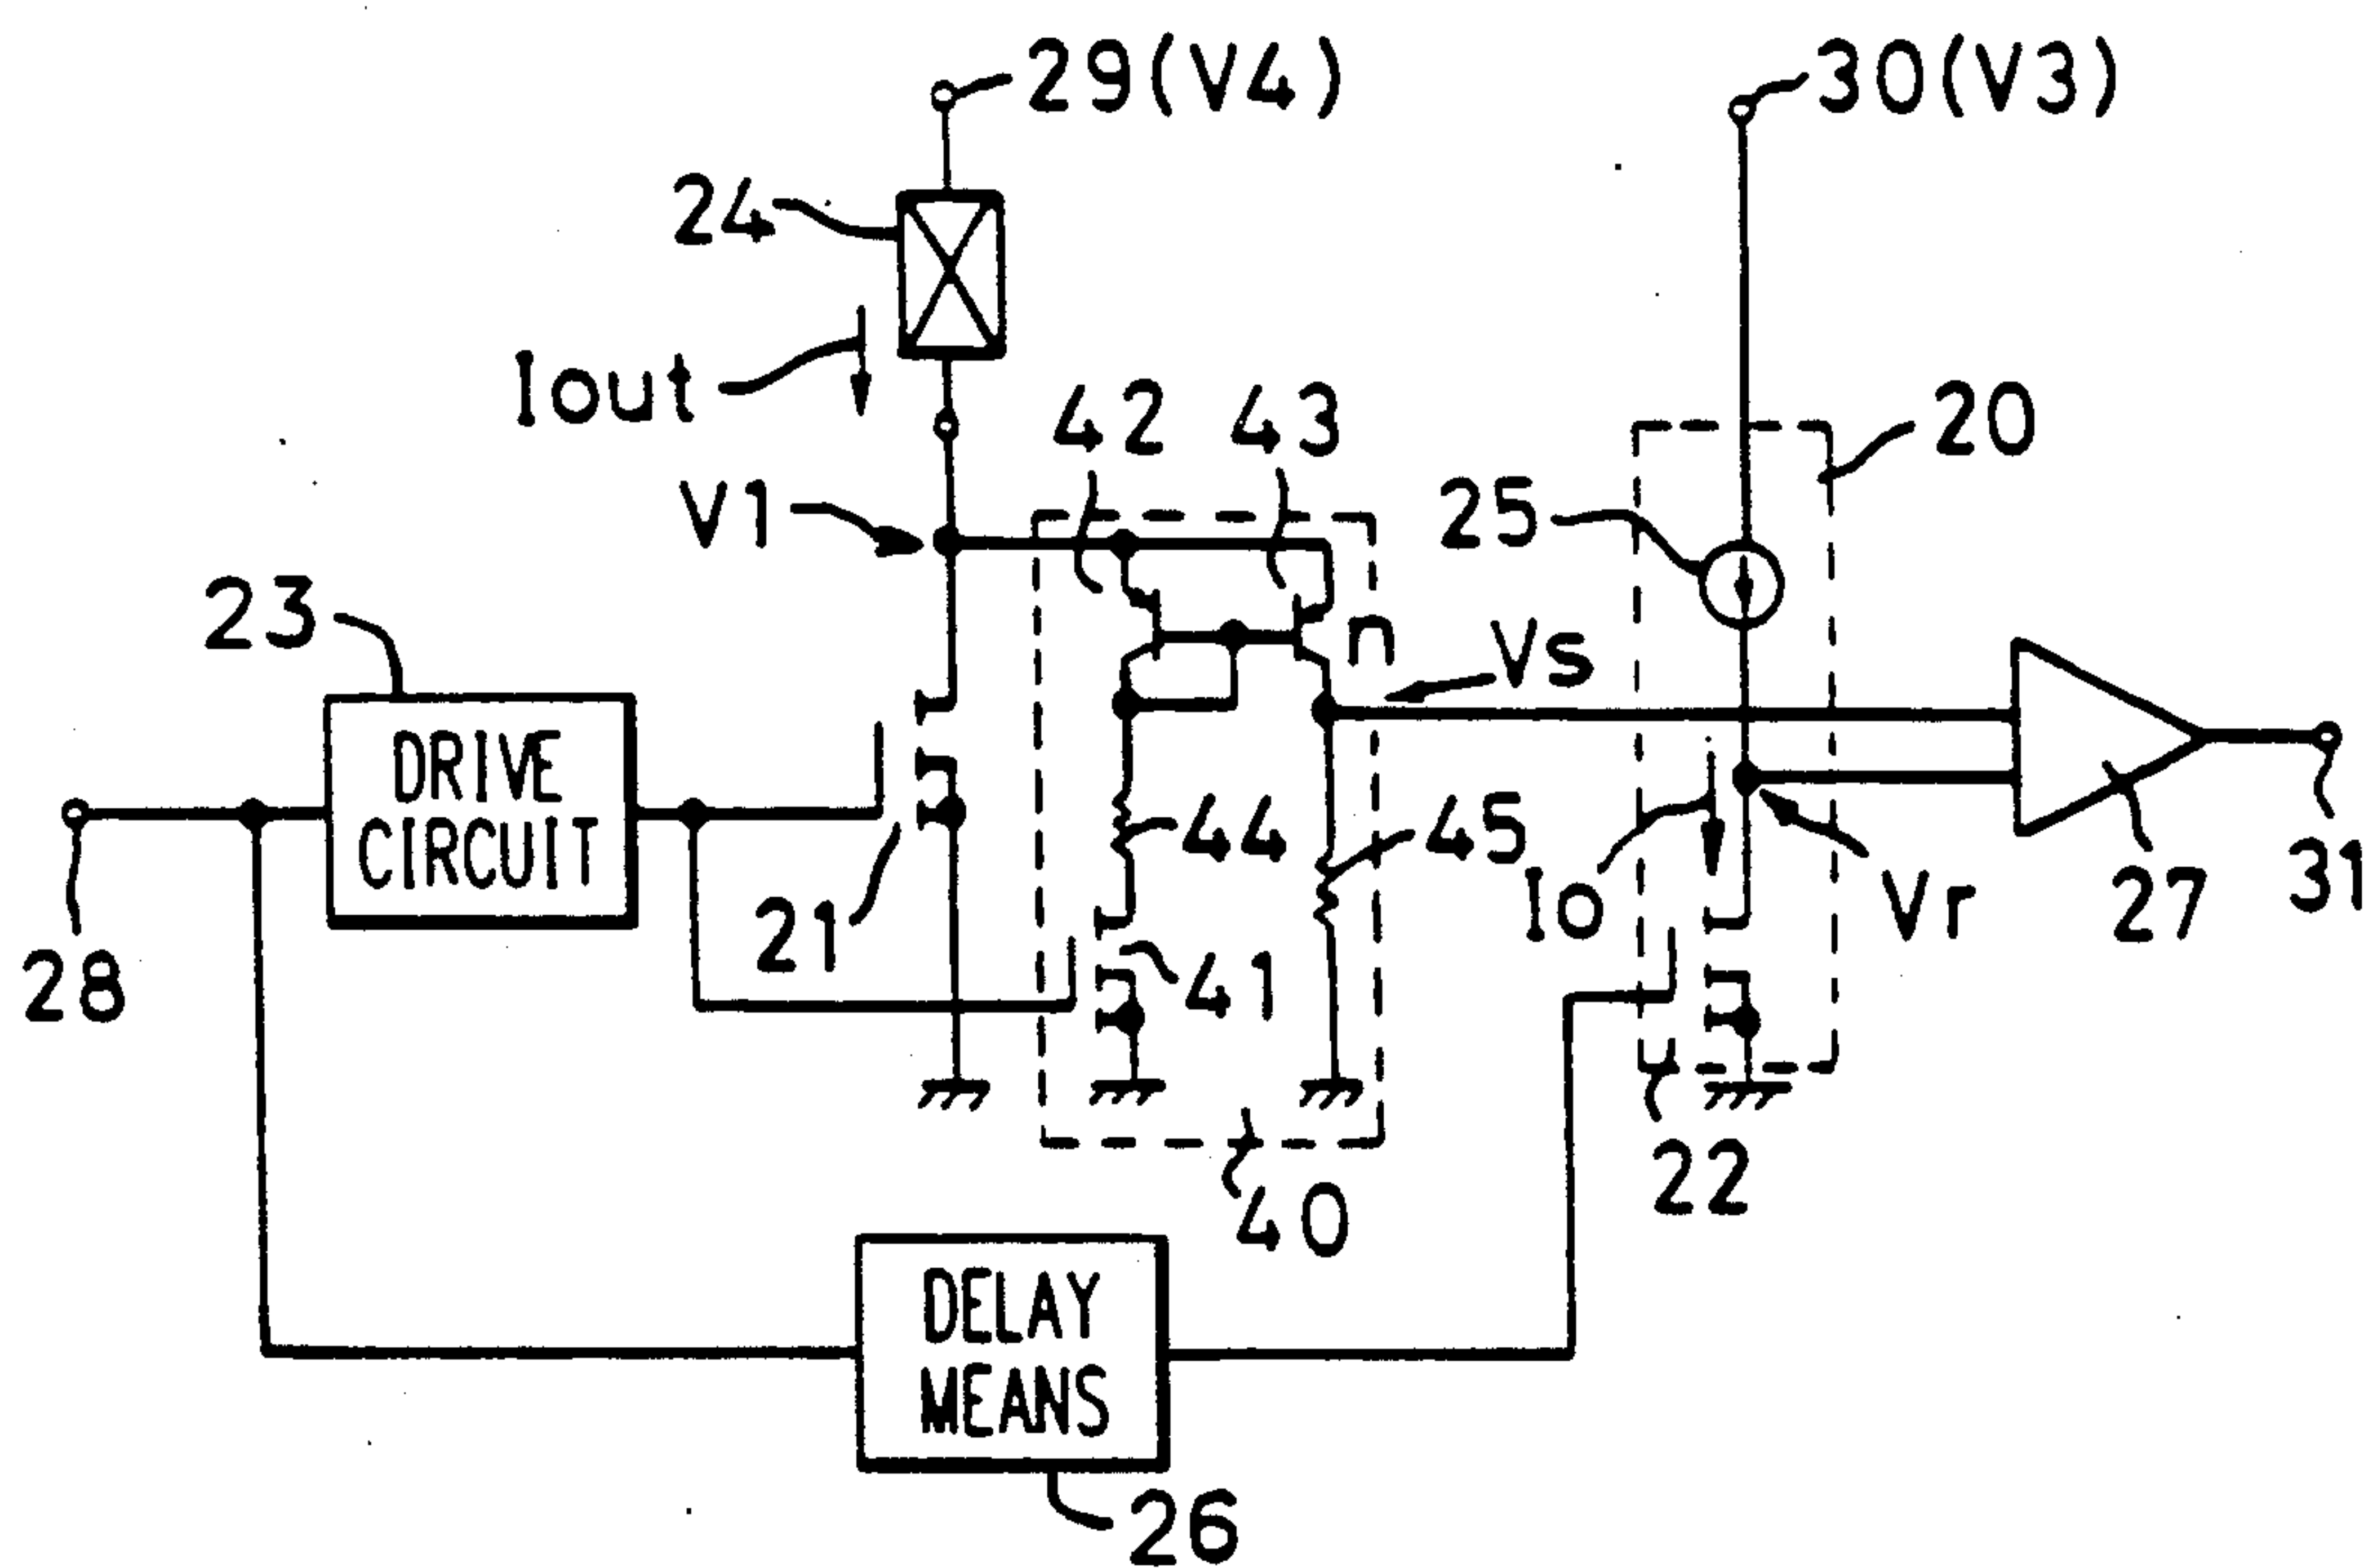 29(V4)
30(V3)
24
Iout
42
43
20
V1
25
23
n
Vs
DRIVE
CIRCUIT
44
45
21
Io
Vr
27
31
28
41
22
40
DELAY
MEANS
26